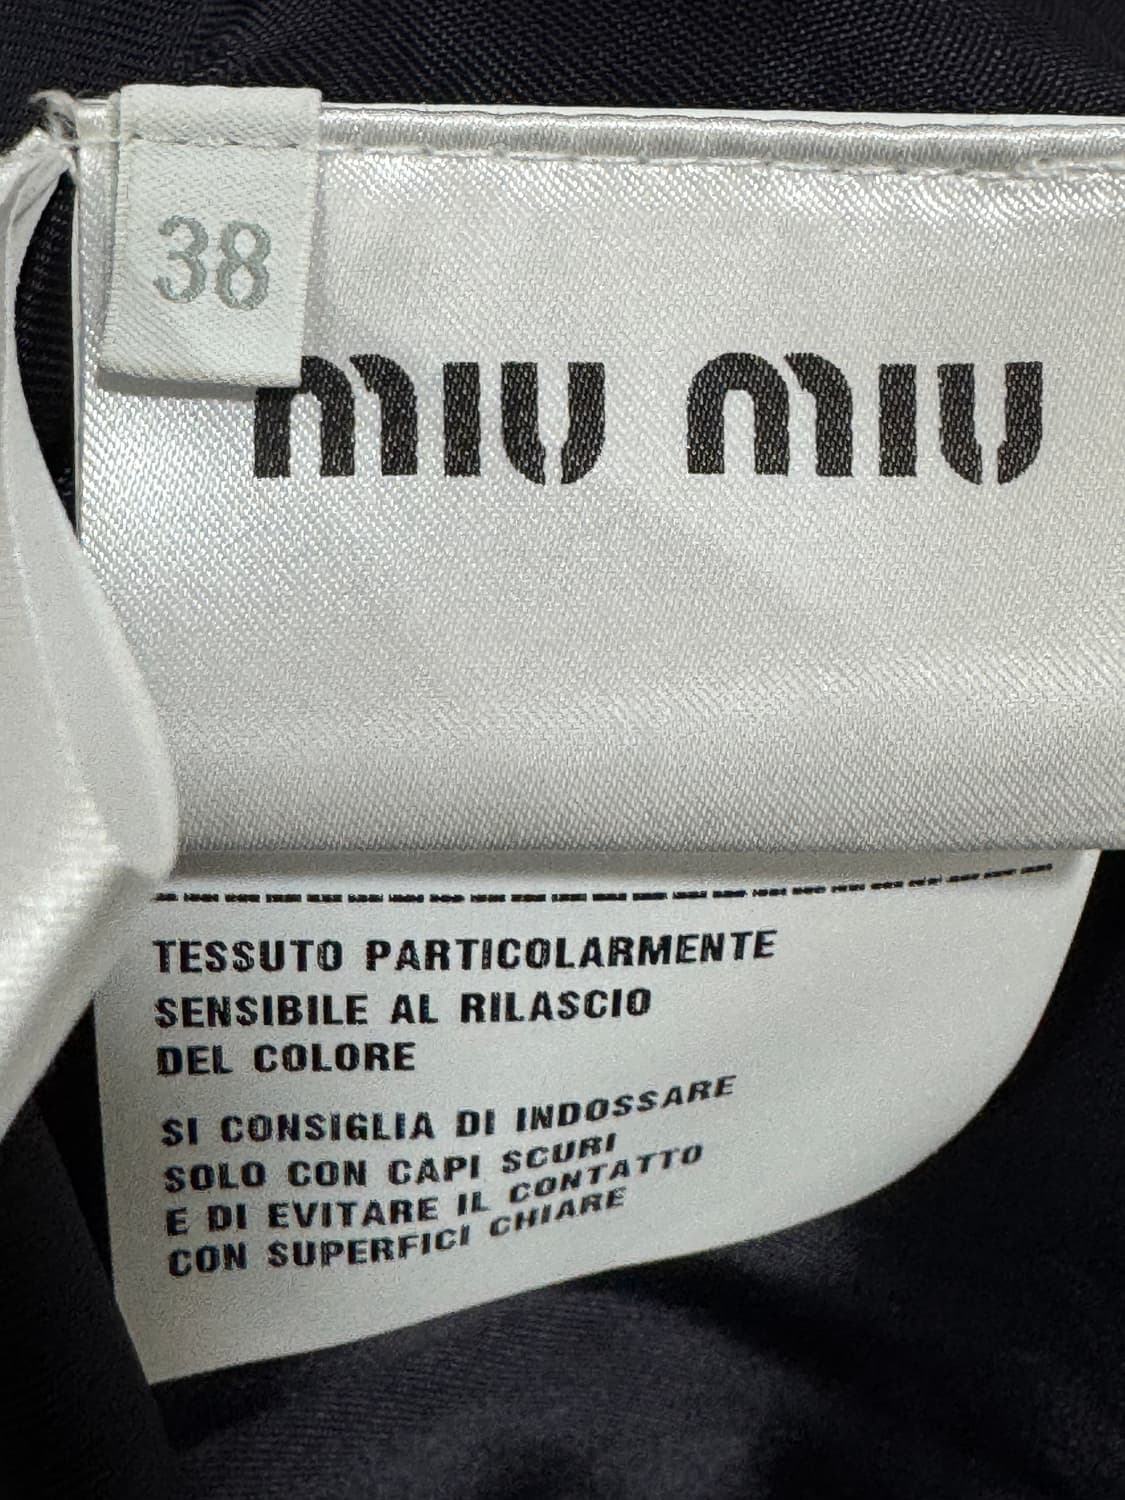 38
miu miu
TESSUTO PARTICOLARMENTE
SENSIBILE AL RILASCIO
DEL COLORE
SI CONSIGLIA DI INDOSSARE
SOLO CON CAPI SCURI
E DI EVITARE IL CONTATTO
CON SUPERFICI CHIARE